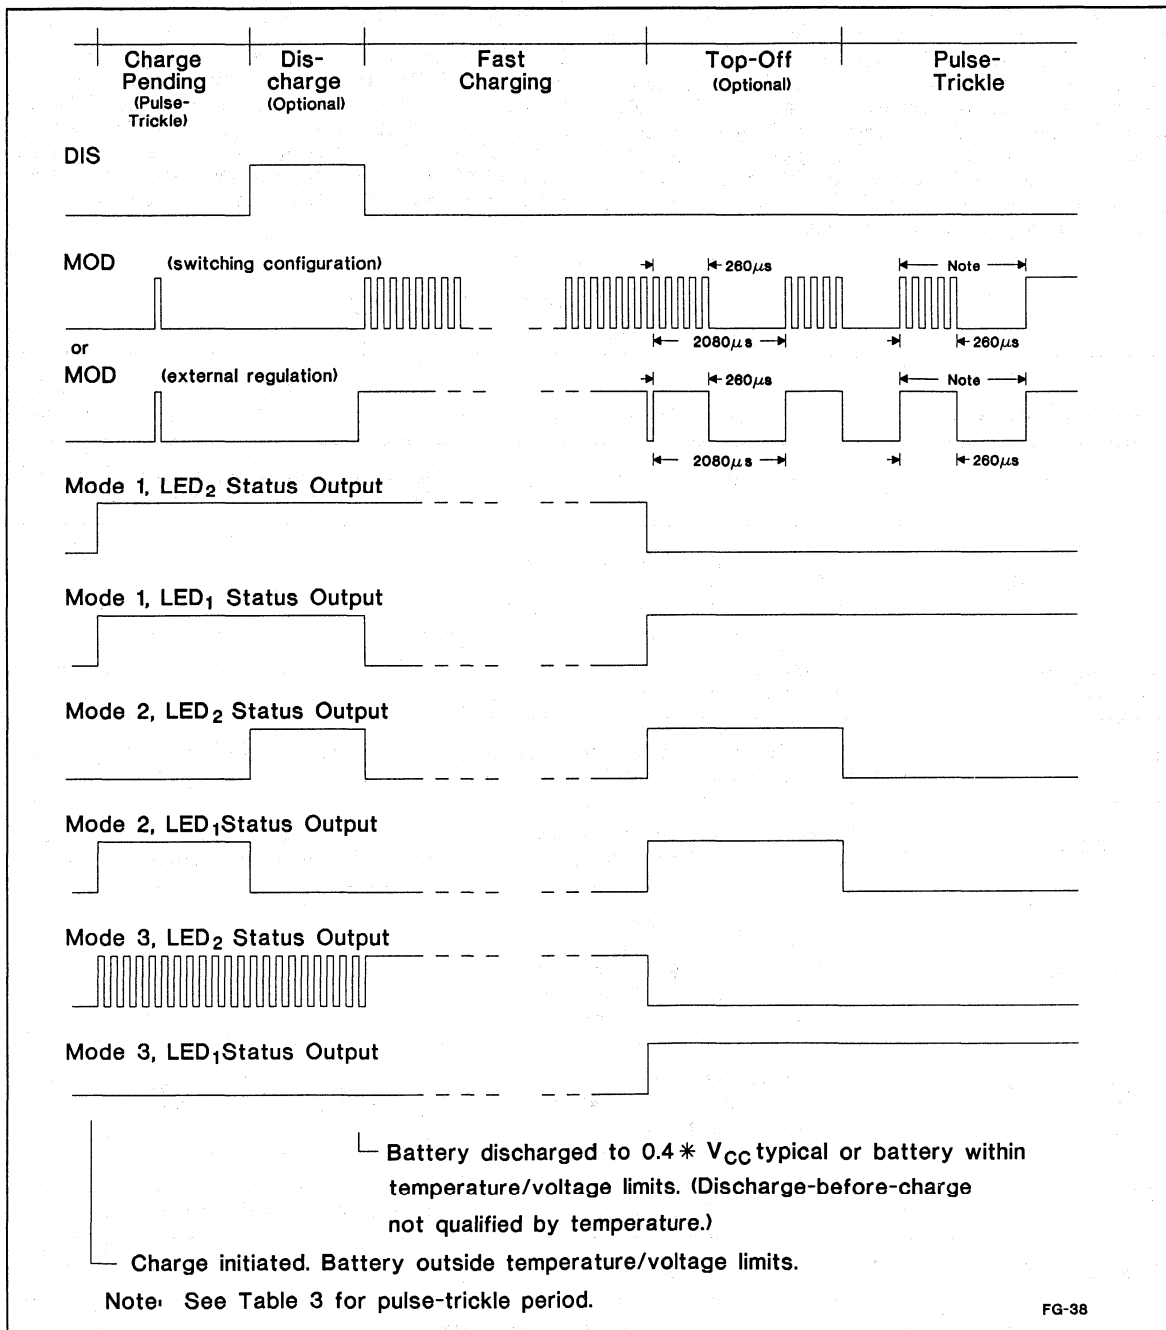 Charge Pending (Pulse-Trickle)
Dis-charge (Optional)
Fast Charging
Top-Off (Optional)
Pulse-Trickle
DIS
MOD (switching configuration)
260μs
Note
2080μs
260μs
or
MOD (external regulation)
260μs
Note
2080μs
260μs
Mode 1, LED2 Status Output
Mode 1, LED1 Status Output
Mode 2, LED2 Status Output
Mode 2, LED1Status Output
Mode 3, LED2 Status Output
Mode 3, LED1Status Output
Battery discharged to 0.4 * VCC typical or battery within
temperature/voltage limits. (Discharge-before-charge
not qualified by temperature.)
Charge initiated. Battery outside temperature/voltage limits.
Note: See Table 3 for pulse-trickle period.
FG-38